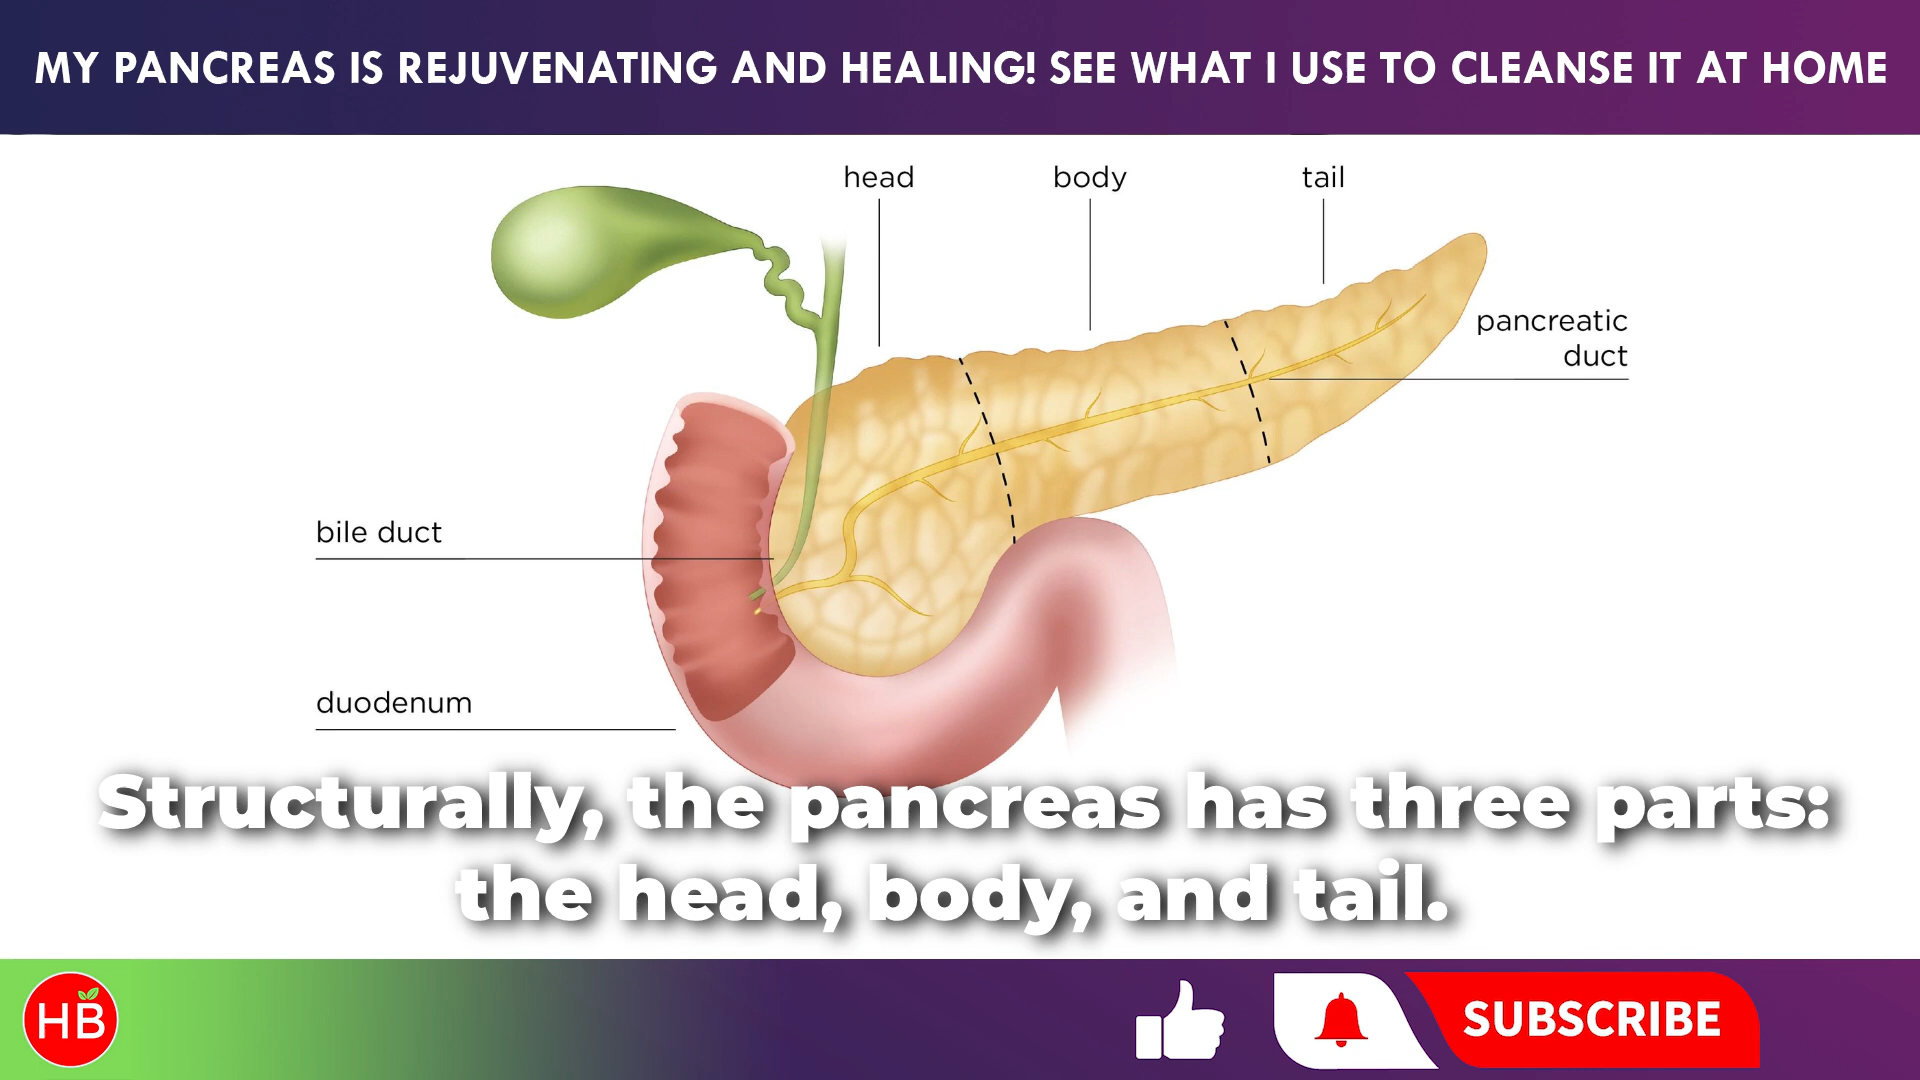 MY PANCREAS IS REJUVENATING AND HEALING! SEE WHAT I USE TO CLEANSE IT AT HOME
head
body
tail
pancreatic
duct
bile duct
duodenum
Structurally, the pancreas has three parts:
the head, body, and tail.
HB
SUBSCRIBE